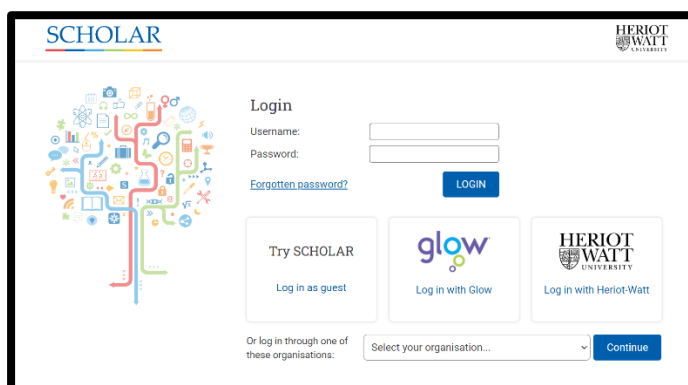 SCHOLAR
HERIOT
WATT
UNIVERSITY
Login
Username:
Password:
Forgotten password?
LOGIN
Try SCHOLAR
Log in as guest
glow
Log in with Glow
HERIOT
WATT
UNIVERSITY
Log in with Heriot-Watt
Or log in through one of
these organisations:
Select your organisation...
Continue